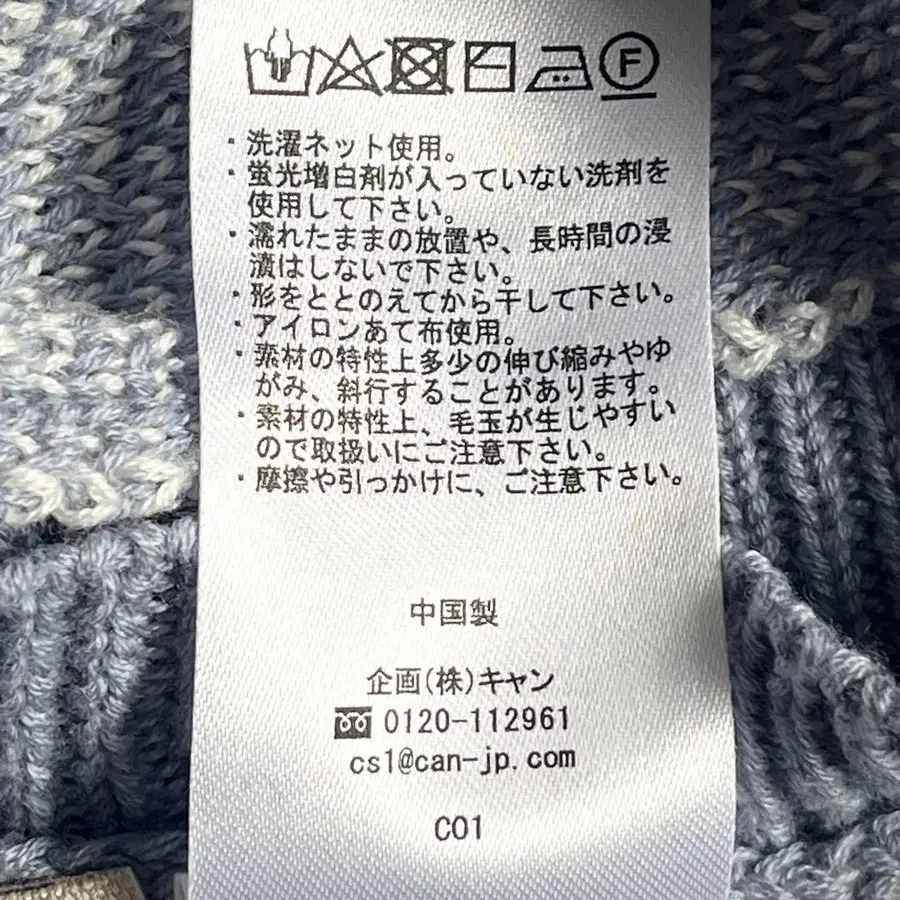 F
・洗濯ネット使用。
・蛍光増白剤が入っていない洗剤を
使用して下さい。
・濡れたままの放置や、長時間の浸
漬はしないで下さい。
・形をととのえてから干して下さい。
・アイロンあて布使用。
・素材の特性上多少の伸び縮みやゆ
がみ、斜行することがあります。
・素材の特性上、毛玉が生じやすい
ので取扱いにご注意下さい。
・摩擦や引っかけに、ご注意下さい。
中国製
企画(株)キャン
0120-112961
cs1@can-jp.com
C01